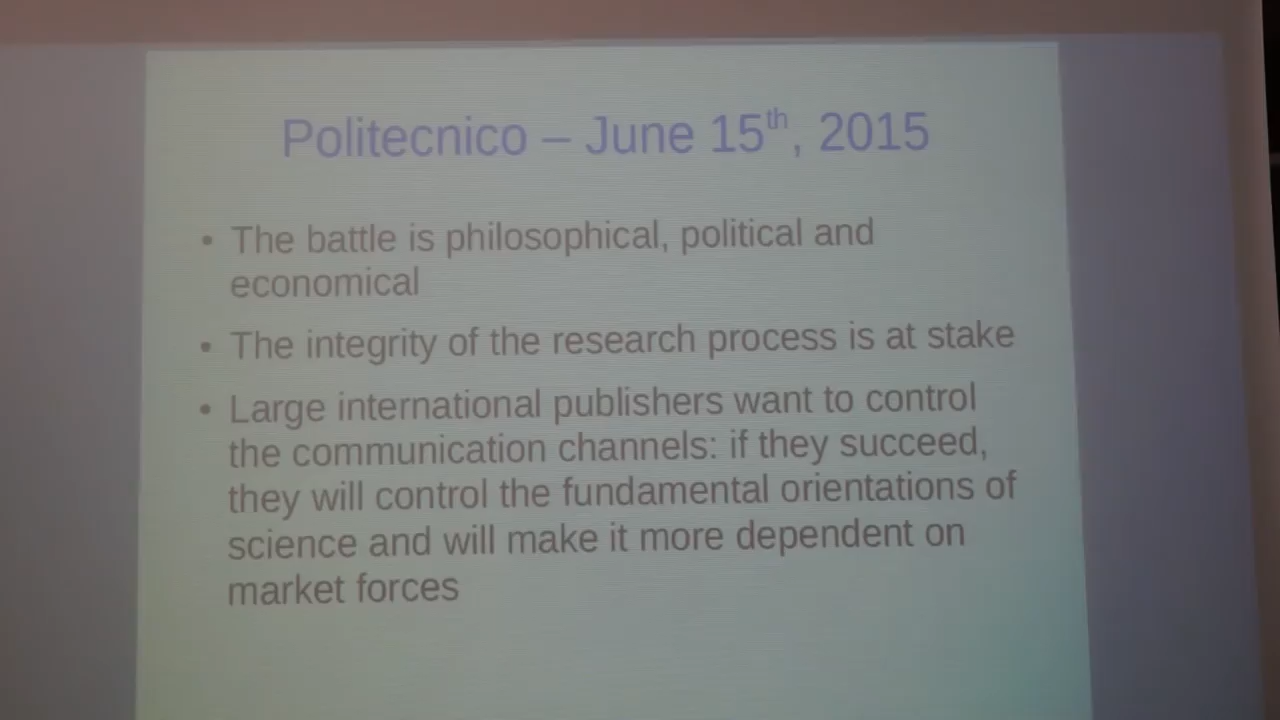 Politecnico – June 15th, 2015
• The battle is philosophical, political and
economical
• The integrity of the research process is at stake
• Large international publishers want to control
the communication channels: if they succeed,
they will control the fundamental orientations of
science and will make it more dependent on
market forces